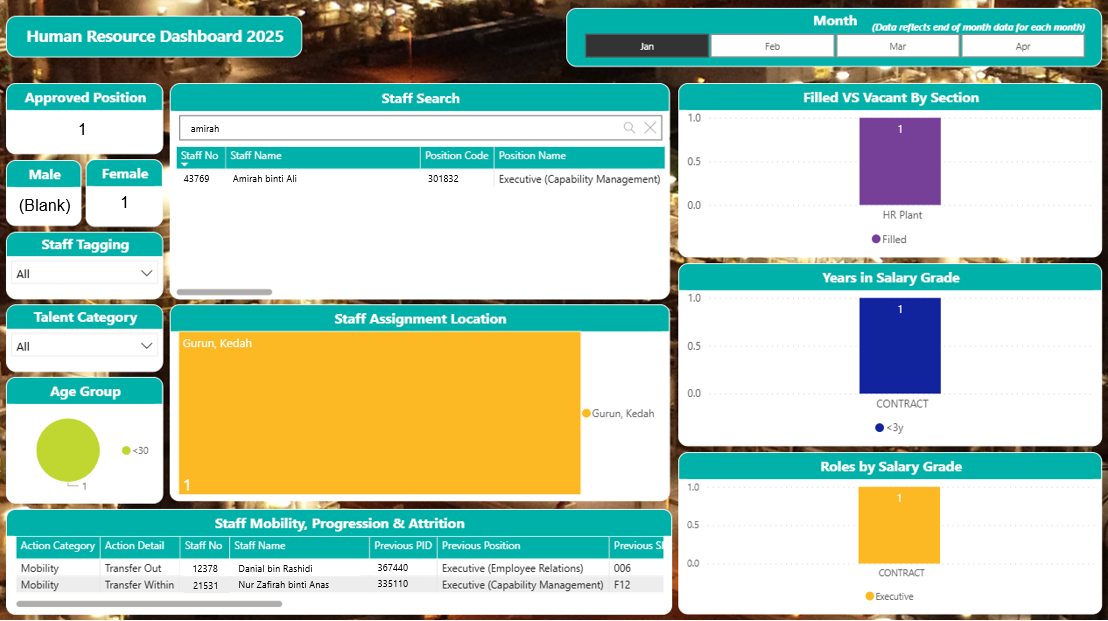 Human Resource Dashboard 2025
Month
(Data reflects end of month data for each month)
Jan Feb Mar Apr
Approved Position
1
Male
(Blank)
Female
1
Staff Tagging
All
Talent Category
All
Age Group
<30
1
Staff Search
amirah
Staff No Staff Name Position Code Position Name
43769 Amirah binti Ali 301832 Executive (Capability Management)
Staff Assignment Location
Gurun, Kedah
1
Gurun, Kedah
Filled VS Vacant By Section
1.0
0.5
0.0
1
HR Plant
Filled
Years in Salary Grade
1.0
0.5
0.0
1
CONTRACT
<3y
Roles by Salary Grade
1.0
0.5
0.0
1
CONTRACT
Executive
Staff Mobility, Progression & Attrition
Action Category Action Detail Staff No Staff Name Previous PID Previous Position Previous
Mobility Transfer Out 12378 Danial bin Rashidi 367440 Executive (Employee Relations) 006
Mobility Transfer Within 21531 Nur Zafirah binti Anas 335110 Executive (Capability Management) F12